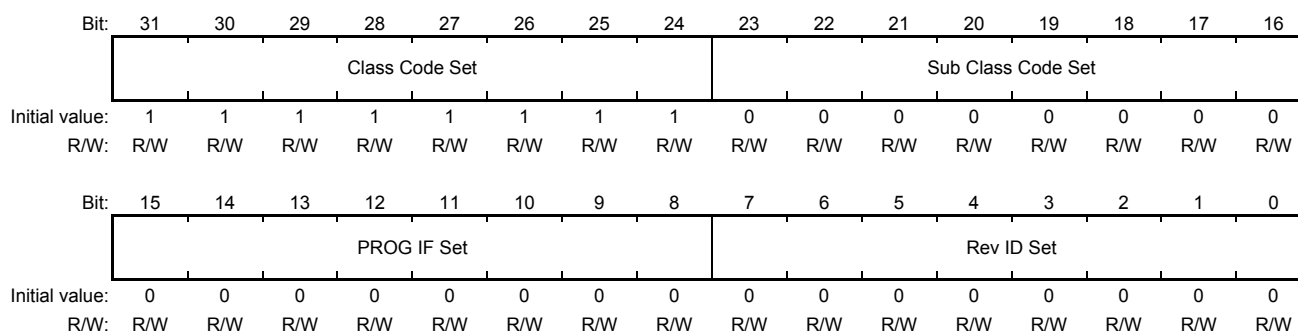 Bit: 31 30 29 28 27 26 25 24 23 22 21 20 19 18 17 16
Class Code Set Sub Class Code Set
Initial value: 1 1 1 1 1 1 1 1 0 0 0 0 0 0 0 0
R/W: R/W R/W R/W R/W R/W R/W R/W R/W R/W R/W R/W R/W R/W R/W R/W R/W
Bit: 15 14 13 12 11 10 9 8 7 6 5 4 3 2 1 0
PROG IF Set Rev ID Set
Initial value: 0 0 0 0 0 0 0 0 0 0 0 0 0 0 0 0
R/W: R/W R/W R/W R/W R/W R/W R/W R/W R/W R/W R/W R/W R/W R/W R/W R/W